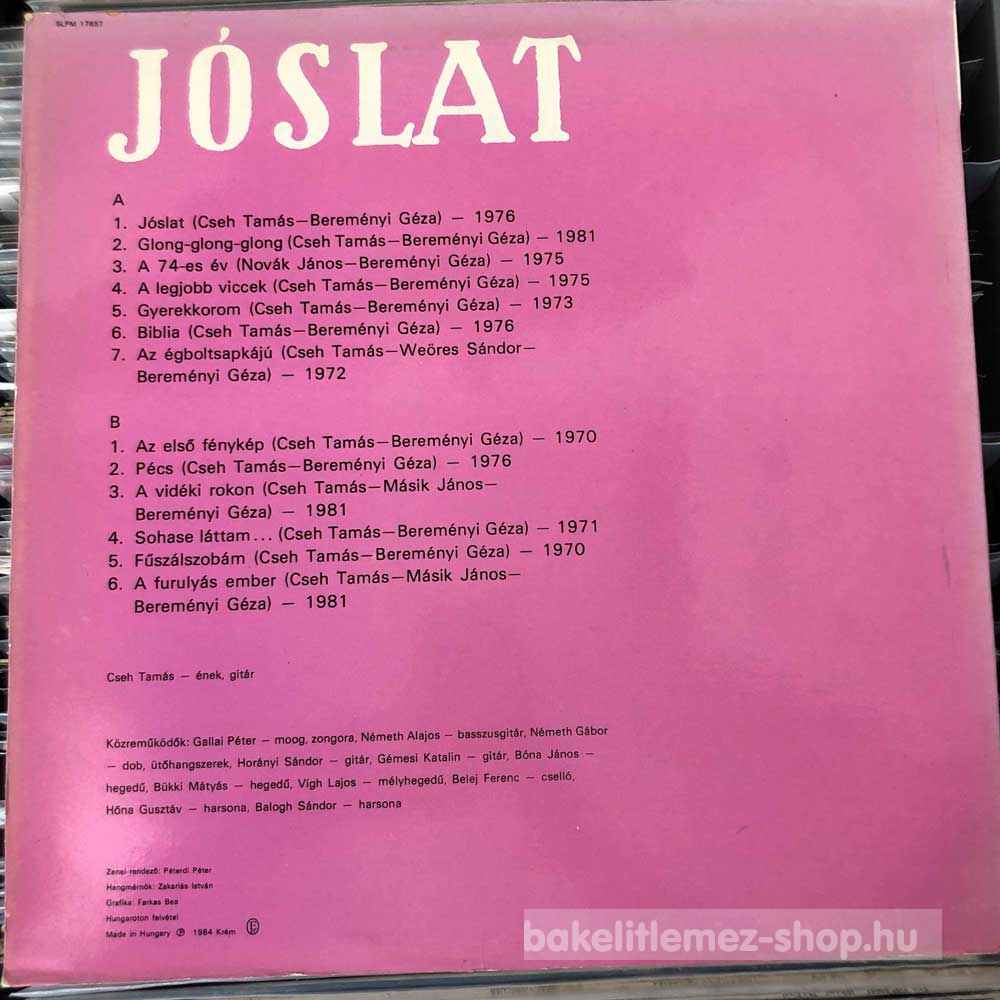 SLPM 17857
JÓSLAT
A
1. Jóslat (Cseh Tamás—Bereményi Géza) — 1976
2. Glong-glong-glong (Cseh Tamás—Bereményi Géza) — 1981
3. A 74-es év (Novák János—Bereményi Géza) — 1975
4. A legjobb viccek (Cseh Tamás—Bereményi Géza) — 1975
5. Gyerekkorom (Cseh Tamás—Bereményi Géza) — 1973
6. Biblia (Cseh Tamás—Bereményi Géza) — 1976
7. Az égboltsapkájú (Cseh Tamás—Weöres Sándor—
Bereményi Géza) — 1972
B
1. Az első fénykép (Cseh Tamás—Bereményi Géza) — 1970
2. Pécs (Cseh Tamás—Bereményi Géza) — 1976
3. A vidéki rokon (Cseh Tamás—Másik János—
Bereményi Géza) — 1981
4. Sohase láttam... (Cseh Tamás—Bereményi Géza) — 1971
5. Fűszálszobám (Cseh Tamás—Bereményi Géza) — 1970
6. A furulyás ember (Cseh Tamás—Másik János—
Bereményi Géza) — 1981
Cseh Tamás — ének, gitár
Közreműködők: Gallai Péter — moog, zongora, Németh Alajos — basszusgitár, Németh Gábor
— dob, ütőhangszerek, Horányi Sándor — gitár, Gémesi Katalin — gitár, Bóna János —
hegedű, Bükki Mátyás — hegedű, Vígh Lajos — mélyhegedű, Belej Ferenc — cselló,
Hőna Gusztáv — harsona, Balogh Sándor — harsona
Zenei rendező: Péterdi Péter
Hangmérnök: Zakariás István
Grafika: Farkas Bea
Hungaroton felvétel
Made in Hungary Ⓟ 1984 Krém
bakelitlemez-shop.hu